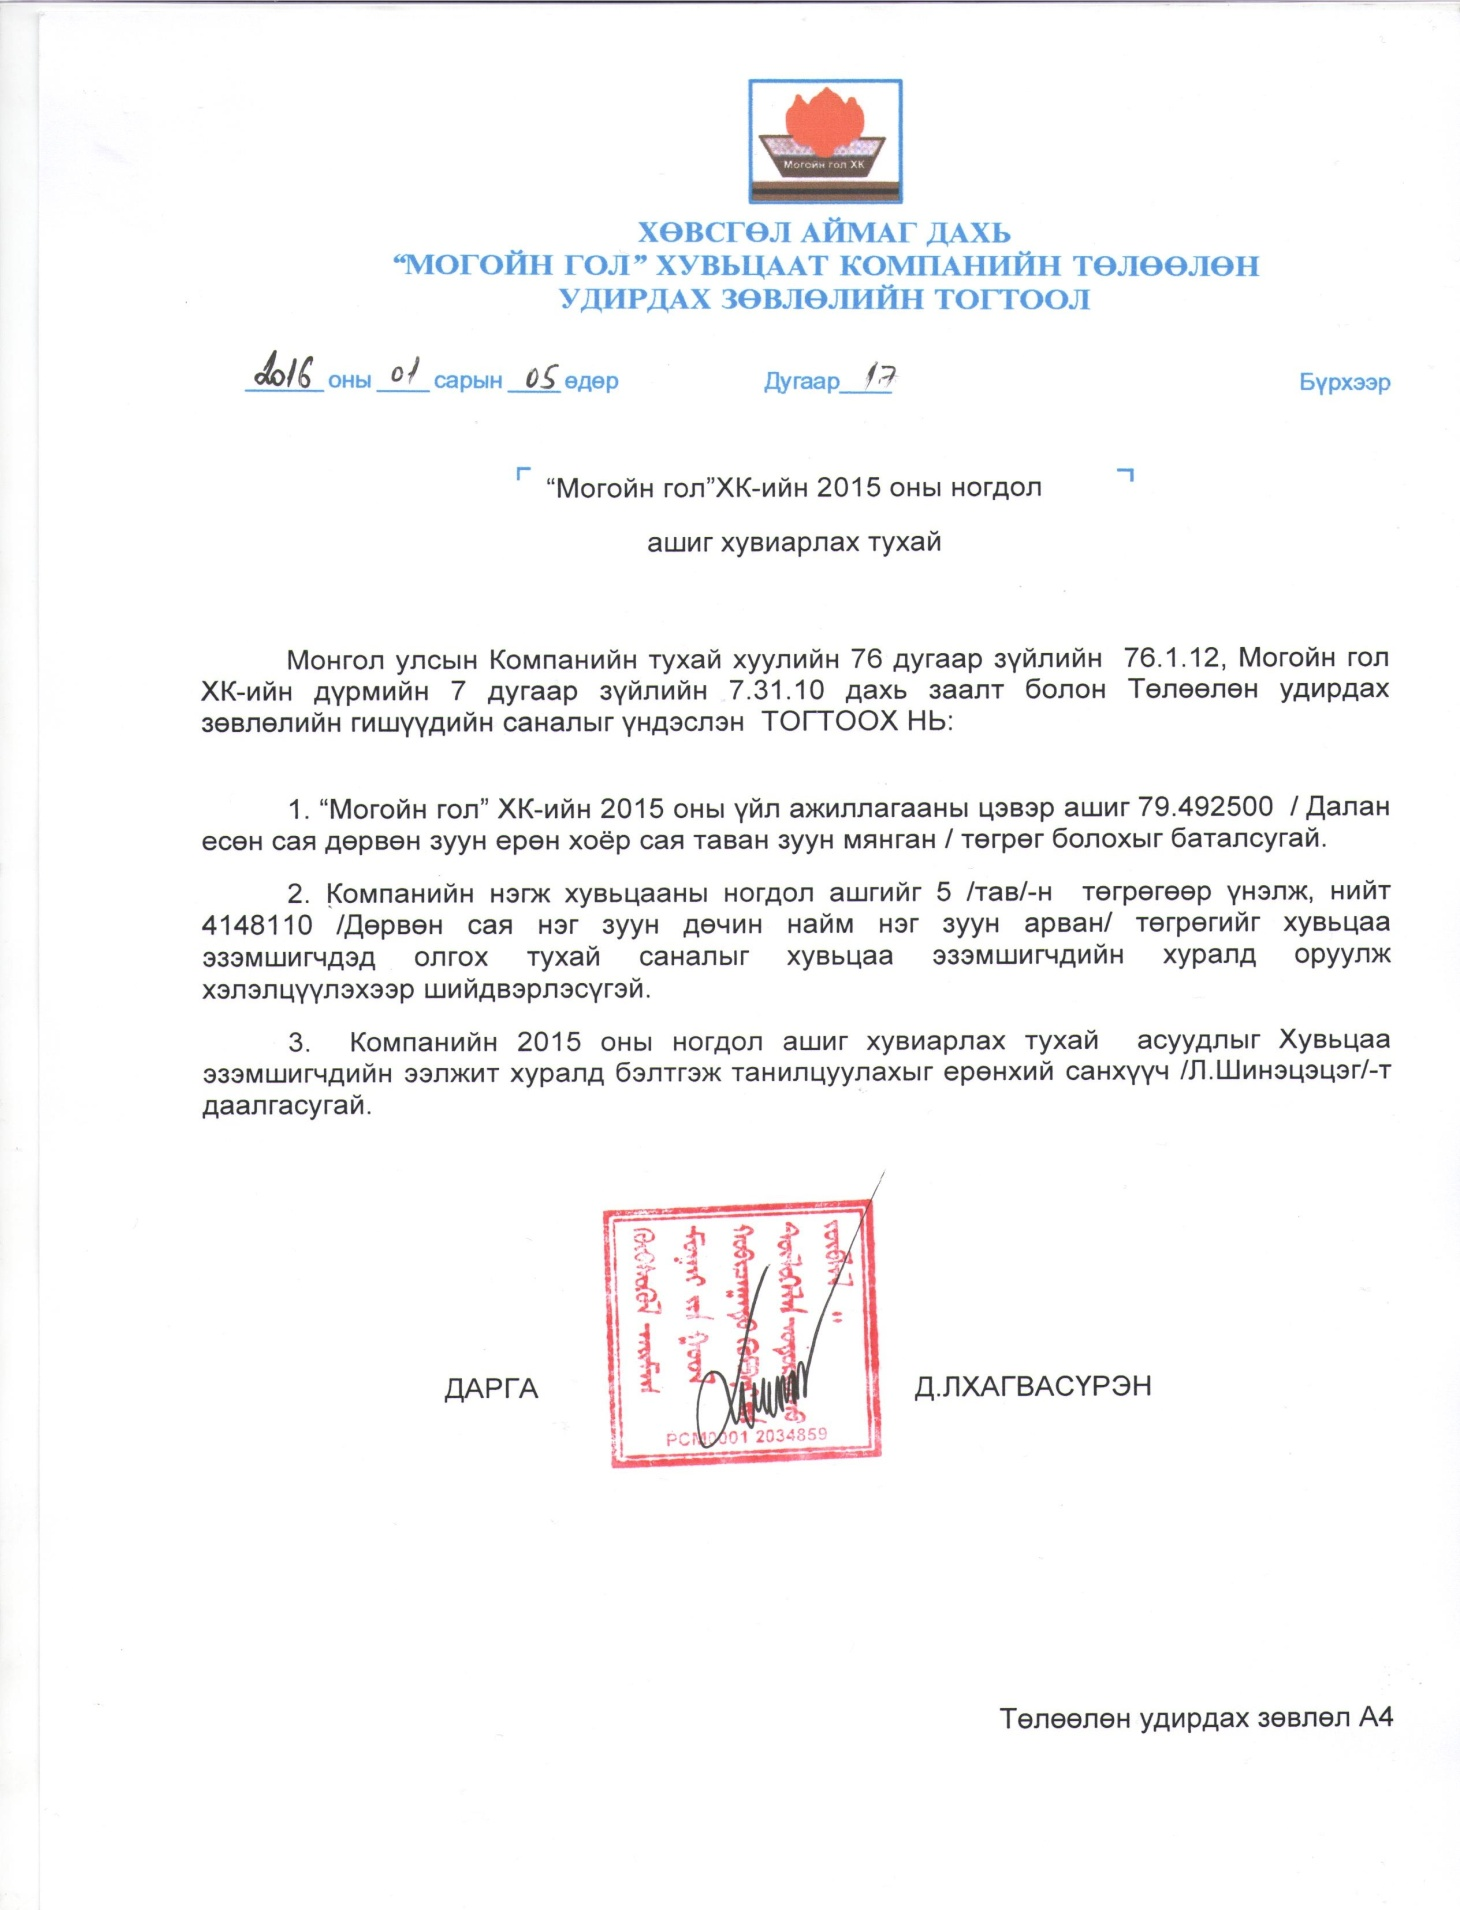 Могойн гол ХК
ХӨВСГӨЛ АЙМАГ ДАХЬ
“МОГОЙН ГОЛ” ХУВЬЦААТ КОМПАНИЙН ТӨЛӨӨЛӨН
УДИРДАХ ЗӨВЛӨЛИЙН ТОГТООЛ
2016 оны 01 сарын 05 өдөр Дугаар 17 Бүрхээр
“Могойн гол”ХК-ийн 2015 оны ногдол
ашиг хувиарлах тухай
Монгол улсын Компанийн тухай хуулийн 76 дугаар зүйлийн 76.1.12, Могойн гол
ХК-ийн дүрмийн 7 дугаар зүйлийн 7.31.10 дахь заалт болон Төлөөлөн удирдах
зөвлөлийн гишүүдийн саналыг үндэслэн ТОГТООХ НЬ:
1. “Могойн гол” ХК-ийн 2015 оны үйл ажиллагааны цэвэр ашиг 79.492500 / Далан
есөн сая дөрвөн зуун ерөн хоёр сая таван зуун мянган / төгрөг болохыг баталсугай.
2. Компанийн нэгж хувьцааны ногдол ашгийг 5 /тав/-н төгрөгөөр үнэлж, нийт
4148110 /Дөрвөн сая нэг зуун дөчин найм нэг зуун арван/ төгрөгийг хувьцаа
эзэмшигчдэд олгох тухай саналыг хувьцаа эзэмшигчдийн хуралд оруулж
хэлэлцүүлэхээр шийдвэрлэсүгэй.
3. Компанийн 2015 оны ногдол ашиг хувиарлах тухай асуудлыг Хувьцаа
эзэмшигчдийн ээлжит хуралд бэлтгэж танилцуулахыг ерөнхий санхүүч /Л.Шинэцэцэг/-т
даалгасугай.
ДАРГА Д.ЛХАГВАСҮРЭН
РСМ0001 2034859
Төлөөлөн удирдах зөвлөл А4